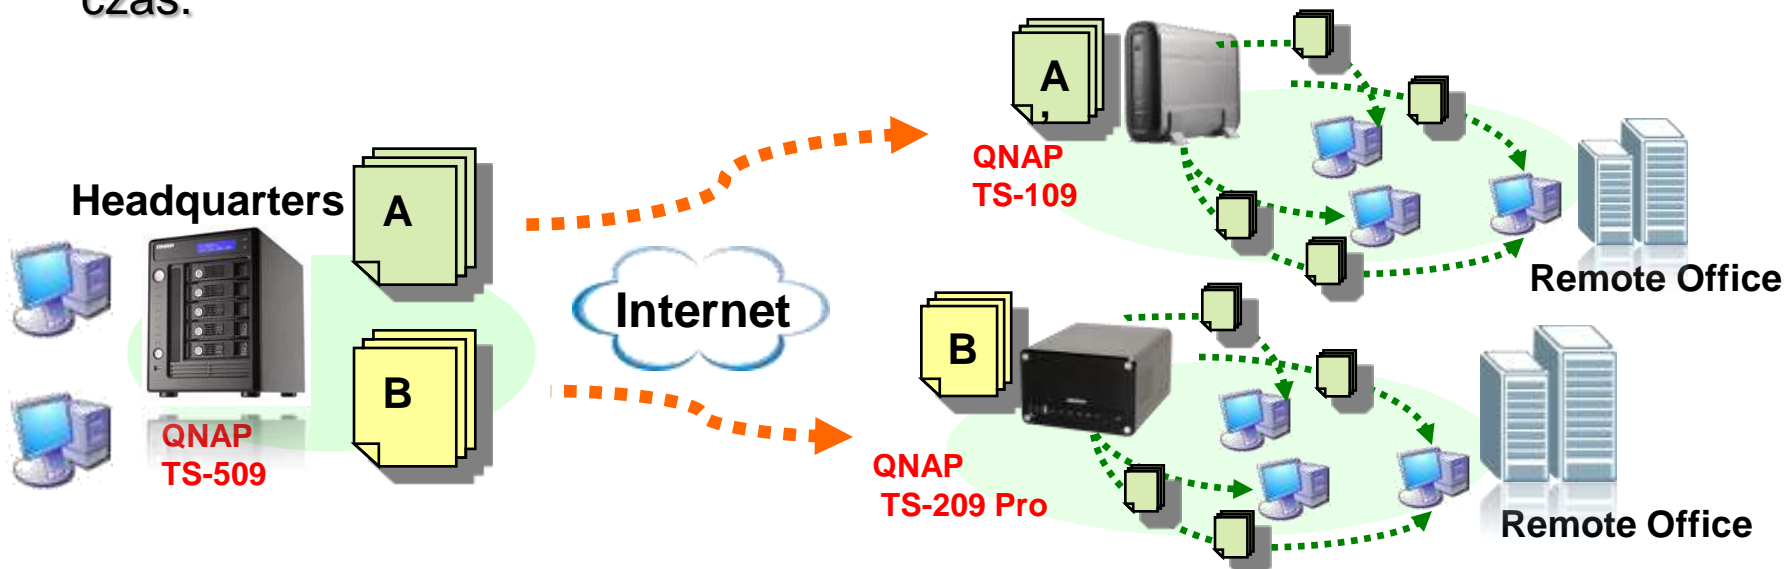 czas.
A
,
QNAP
TS-109
Headquarters
A
Remote Office
Internet
B
B
QNAP
TS-509
QNAP
TS-209 Pro
Remote Office